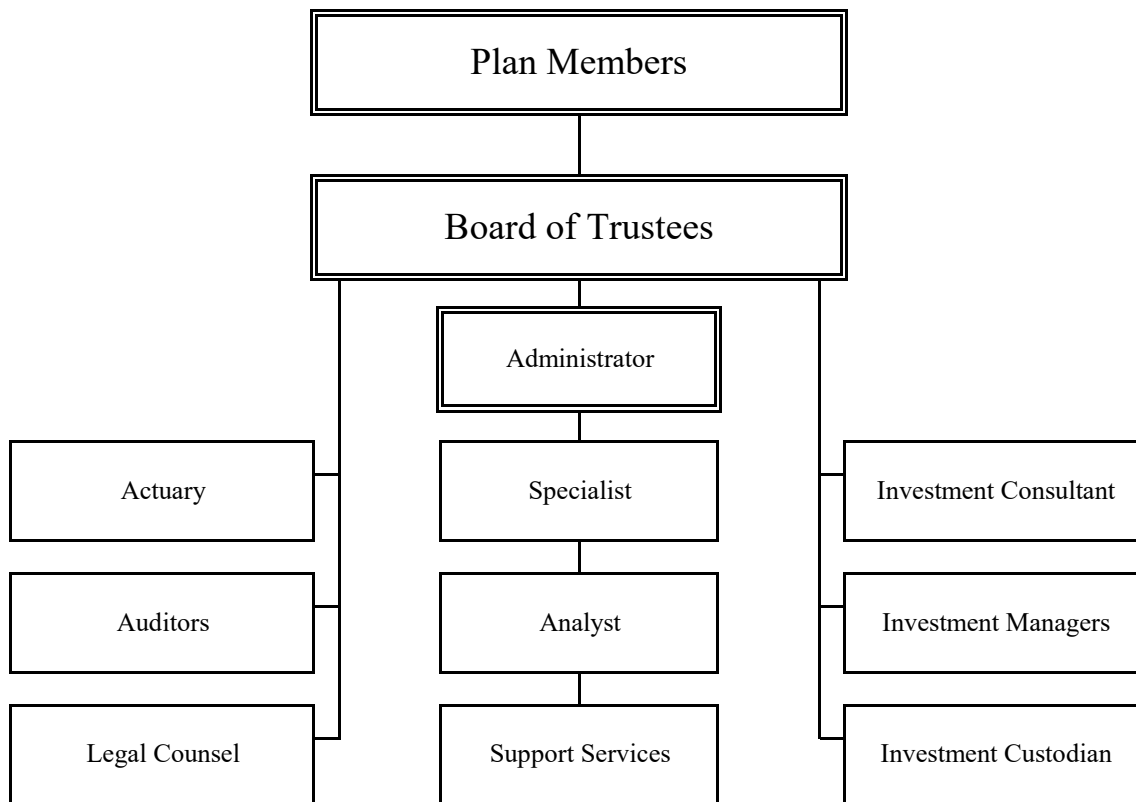 Plan Members
Board of Trustees
Administrator
Actuary
Specialist
Investment Consultant
Auditors
Analyst
Investment Managers
Legal Counsel
Support Services
Investment Custodian